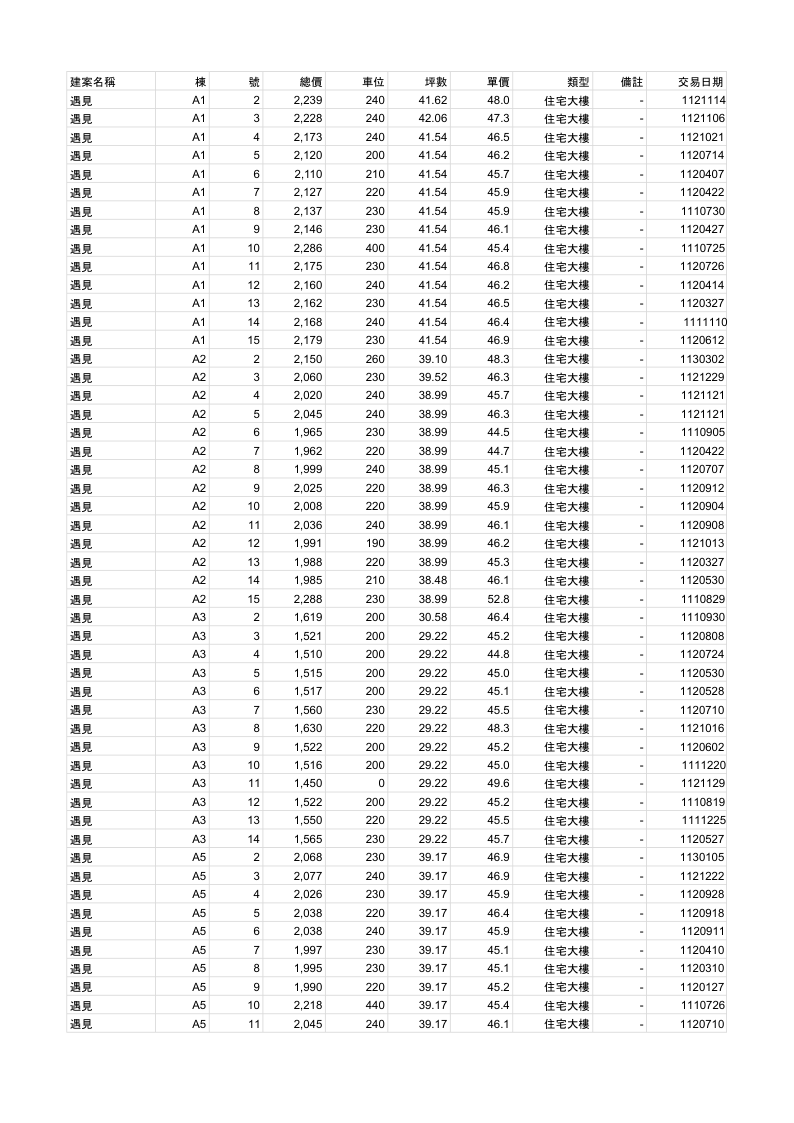 建案名稱 棟 號 總價 車位 坪數 單價 類型 備註 交易日期
遇見 A1 2 2,239 240 41.62 48.0 住宅大樓 - 1121114
遇見 A1 3 2,228 240 42.06 47.3 住宅大樓 - 1121106
遇見 A1 4 2,173 240 41.54 46.5 住宅大樓 - 1121021
遇見 A1 5 2,120 200 41.54 46.2 住宅大樓 - 1120714
遇見 A1 6 2,110 210 41.54 45.7 住宅大樓 - 1120407
遇見 A1 7 2,127 220 41.54 45.9 住宅大樓 - 1120422
遇見 A1 8 2,137 230 41.54 45.9 住宅大樓 - 1110730
遇見 A1 9 2,146 230 41.54 46.1 住宅大樓 - 1120427
遇見 A1 10 2,286 400 41.54 45.4 住宅大樓 - 1110725
遇見 A1 11 2,175 230 41.54 46.8 住宅大樓 - 1120726
遇見 A1 12 2,160 240 41.54 46.2 住宅大樓 - 1120414
遇見 A1 13 2,162 230 41.54 46.5 住宅大樓 - 1120327
遇見 A1 14 2,168 240 41.54 46.4 住宅大樓 - 1111110
遇見 A1 15 2,179 230 41.54 46.9 住宅大樓 - 1120612
遇見 A2 2 2,150 260 39.10 48.3 住宅大樓 - 1130302
遇見 A2 3 2,060 230 39.52 46.3 住宅大樓 - 1121229
遇見 A2 4 2,020 240 38.99 45.7 住宅大樓 - 1121121
遇見 A2 5 2,045 240 38.99 46.3 住宅大樓 - 1121121
遇見 A2 6 1,965 230 38.99 44.5 住宅大樓 - 1110905
遇見 A2 7 1,962 220 38.99 44.7 住宅大樓 - 1120422
遇見 A2 8 1,999 240 38.99 45.1 住宅大樓 - 1120707
遇見 A2 9 2,025 220 38.99 46.3 住宅大樓 - 1120912
遇見 A2 10 2,008 220 38.99 45.9 住宅大樓 - 1120904
遇見 A2 11 2,036 240 38.99 46.1 住宅大樓 - 1120908
遇見 A2 12 1,991 190 38.99 46.2 住宅大樓 - 1121013
遇見 A2 13 1,988 220 38.99 45.3 住宅大樓 - 1120327
遇見 A2 14 1,985 210 38.48 46.1 住宅大樓 - 1120530
遇見 A2 15 2,288 230 38.99 52.8 住宅大樓 - 1110829
遇見 A3 2 1,619 200 30.58 46.4 住宅大樓 - 1110930
遇見 A3 3 1,521 200 29.22 45.2 住宅大樓 - 1120808
遇見 A3 4 1,510 200 29.22 44.8 住宅大樓 - 1120724
遇見 A3 5 1,515 200 29.22 45.0 住宅大樓 - 1120530
遇見 A3 6 1,517 200 29.22 45.1 住宅大樓 - 1120528
遇見 A3 7 1,560 230 29.22 45.5 住宅大樓 - 1120710
遇見 A3 8 1,630 220 29.22 48.3 住宅大樓 - 1121016
遇見 A3 9 1,522 200 29.22 45.2 住宅大樓 - 1120602
遇見 A3 10 1,516 200 29.22 45.0 住宅大樓 - 1111220
遇見 A3 11 1,450 0 29.22 49.6 住宅大樓 - 1121129
遇見 A3 12 1,522 200 29.22 45.2 住宅大樓 - 1110819
遇見 A3 13 1,550 220 29.22 45.5 住宅大樓 - 1111225
遇見 A3 14 1,565 230 29.22 45.7 住宅大樓 - 1120527
遇見 A5 2 2,068 230 39.17 46.9 住宅大樓 - 1130105
遇見 A5 3 2,077 240 39.17 46.9 住宅大樓 - 1121222
遇見 A5 4 2,026 230 39.17 45.9 住宅大樓 - 1120928
遇見 A5 5 2,038 220 39.17 46.4 住宅大樓 - 1120918
遇見 A5 6 2,038 240 39.17 45.9 住宅大樓 - 1120911
遇見 A5 7 1,997 230 39.17 45.1 住宅大樓 - 1120410
遇見 A5 8 1,995 230 39.17 45.1 住宅大樓 - 1120310
遇見 A5 9 1,990 220 39.17 45.2 住宅大樓 - 1120127
遇見 A5 10 2,218 440 39.17 45.4 住宅大樓 - 1110726
遇見 A5 11 2,045 240 39.17 46.1 住宅大樓 - 1120710